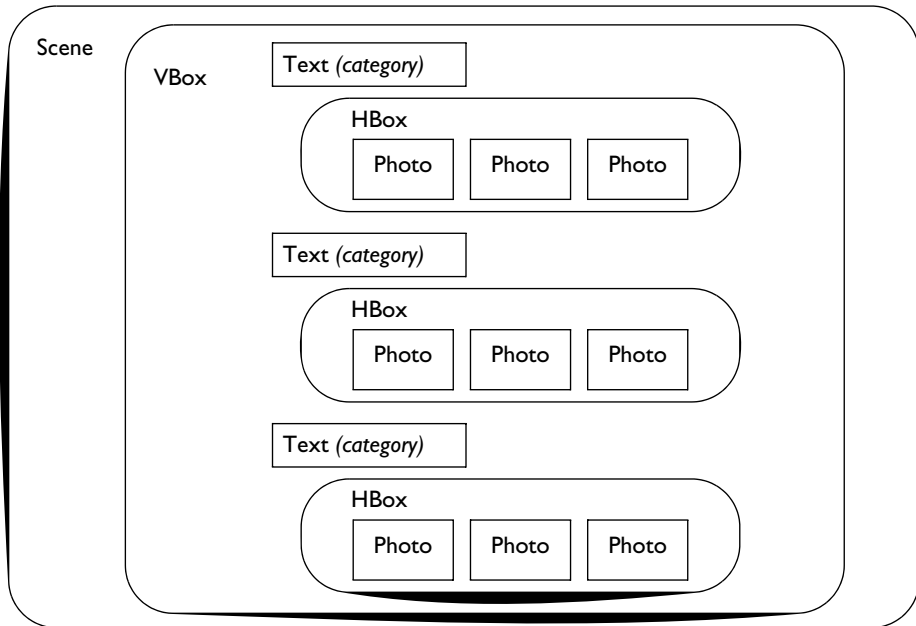 Scene
VBox
Text (category)
HBox
Photo Photo Photo
Text (category)
HBox
Photo Photo Photo
Text (category)
HBox
Photo Photo Photo